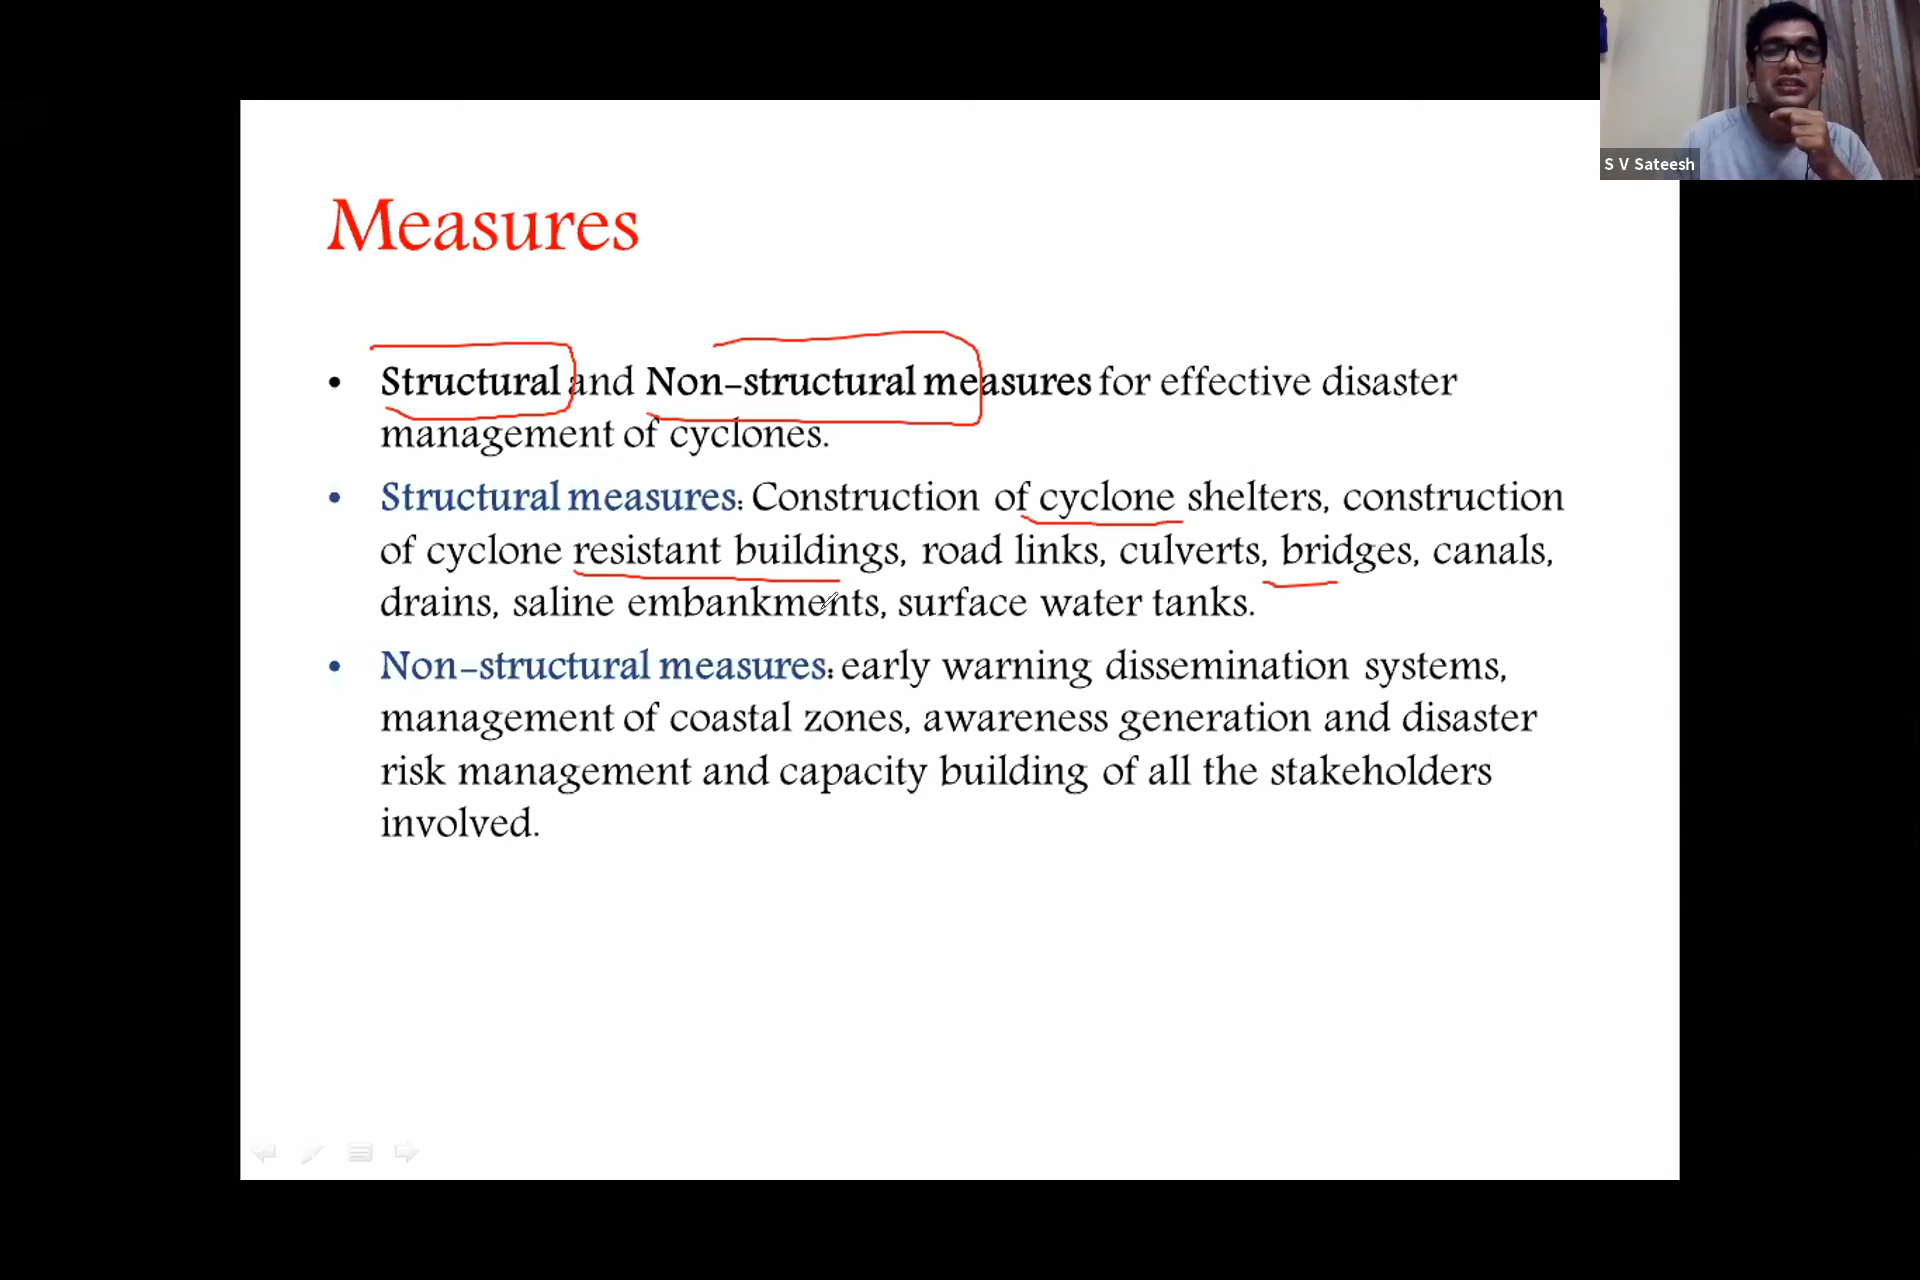 S V Sateesh
Measures
• Structural and Non-structural measures for effective disaster
management of cyclones.
• Structural measures: Construction of cyclone shelters, construction
of cyclone resistant buildings, road links, culverts, bridges, canals,
drains, saline embankments, surface water tanks.
• Non-structural measures: early warning dissemination systems,
management of coastal zones, awareness generation and disaster
risk management and capacity building of all the stakeholders
involved.